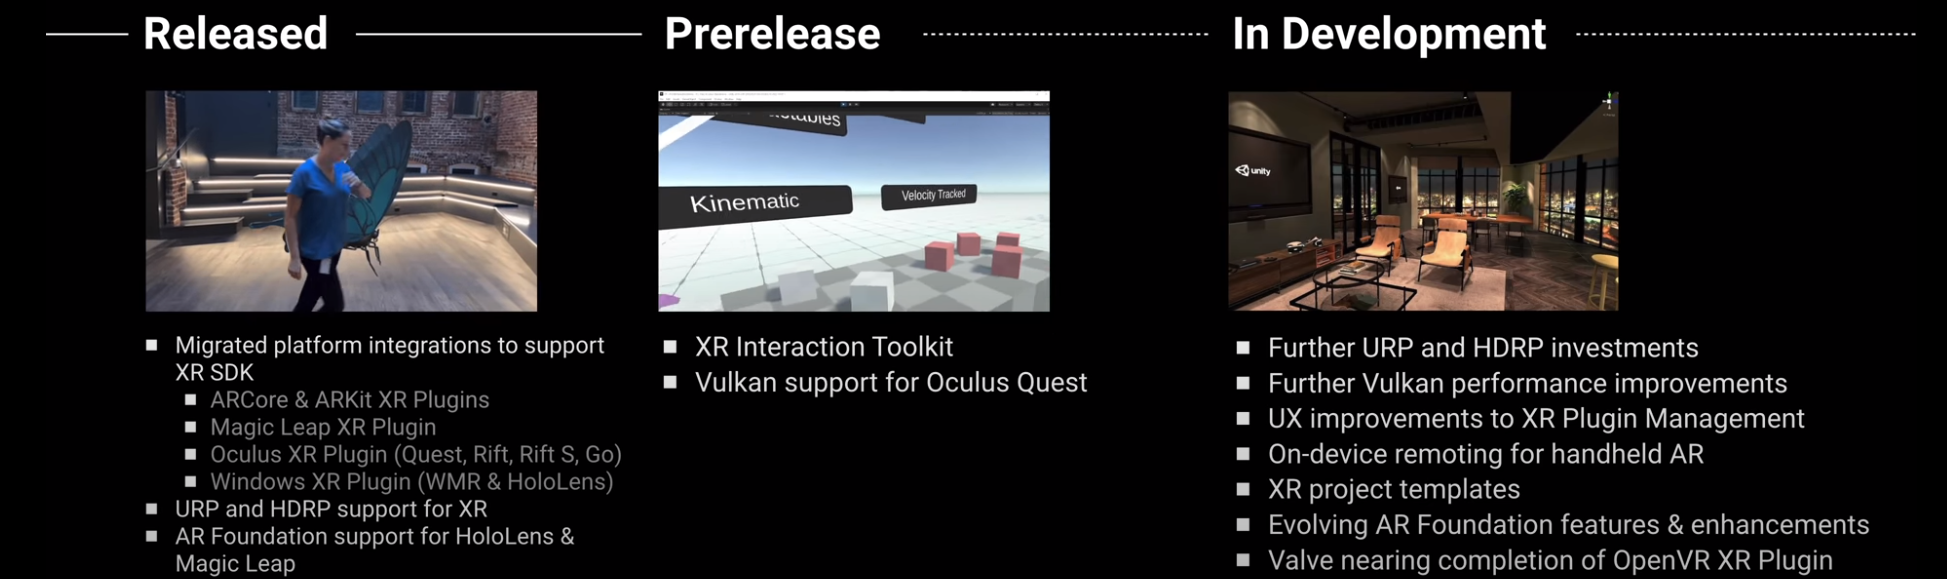 Released
Migrated platform integrations to support
XR SDK
ARCore & ARKit XR Plugins
Magic Leap XR Plugin
Oculus XR Plugin (Quest, Rift, Rift S, Go)
Windows XR Plugin (WMR & HoloLens)
URP and HDRP support for XR
AR Foundation support for HoloLens &
Magic Leap
Prerelease
Kinematic
Velocity Tracked
XR Interaction Toolkit
Vulkan support for Oculus Quest
In Development
unity
Further URP and HDRP investments
Further Vulkan performance improvements
UX improvements to XR Plugin Management
On-device remoting for handheld AR
XR project templates
Evolving AR Foundation features & enhancements
Valve nearing completion of OpenVR XR Plugin